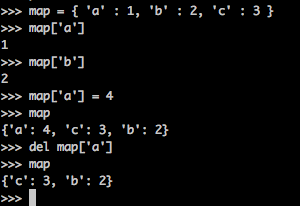 >>> map = { 'a' : 1, 'b' : 2, 'c' : 3 }
>>> map['a']
1
>>> map['b']
2
>>> map['a'] = 4
>>> map
{'a': 4, 'c': 3, 'b': 2}
>>> del map['a']
>>> map
{'c': 3, 'b': 2}
>>>